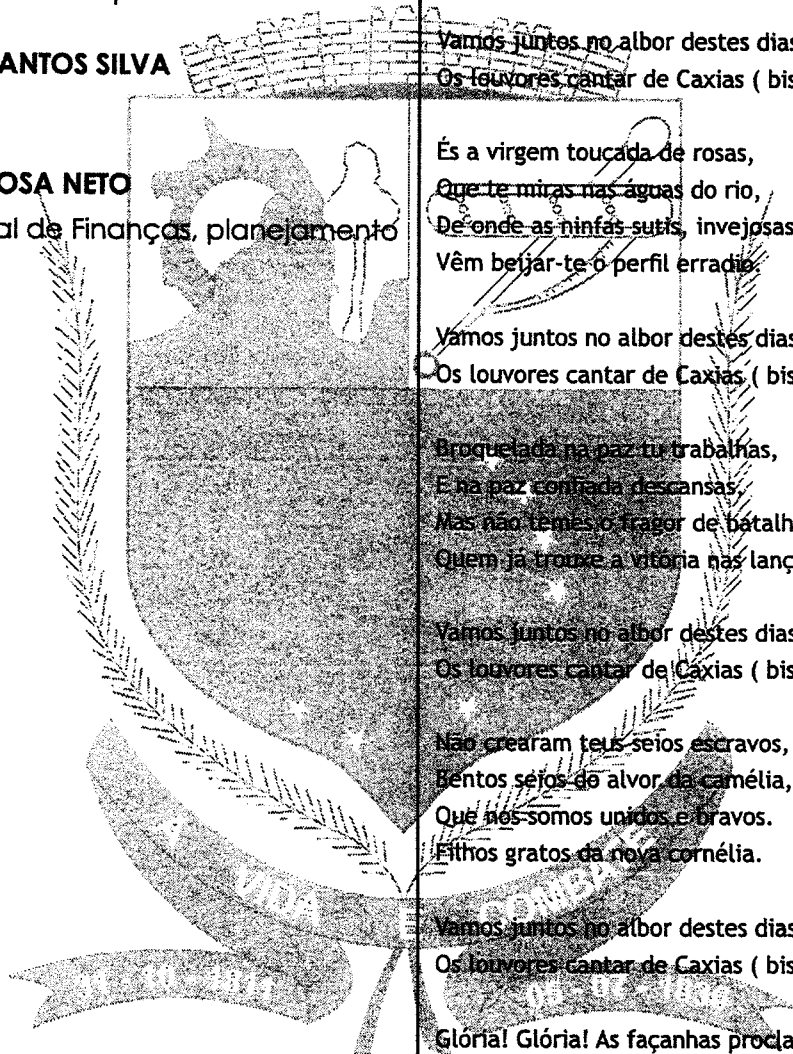 ANTOS SILVA
OSA NETO
al de Finanças, planejamento
Vamos juntos no albor destes dias
Os louvores cantar de Caxias ( bis
És a virgem toucada de rosas,
Que te miras nas águas do rio,
De onde as ninfas sutis, invejosas
Vêm beijar-te o perfil erradio.
Vamos juntos no albor destes dias
Os louvores cantar de Caxias ( bis
Broquelada na paz tu trabalhas,
E na paz confiada descansas,
Mas não temes o fragor de batalh
Quem já trouxe a vitória nas lanç
Vamos juntos no albor destes dias
Os louvores cantar de Caxias ( bis
Não crearam teus seios escravos,
Bentos seios do alvor da camélia,
Que nos somos unidos e bravos.
Filhos gratos da nova cornélia.
Vamos juntos no albor destes dias
Os louvores cantar de Caxias ( bis
Glória! Glória! As façanhas procla
VIDA E COMBATE